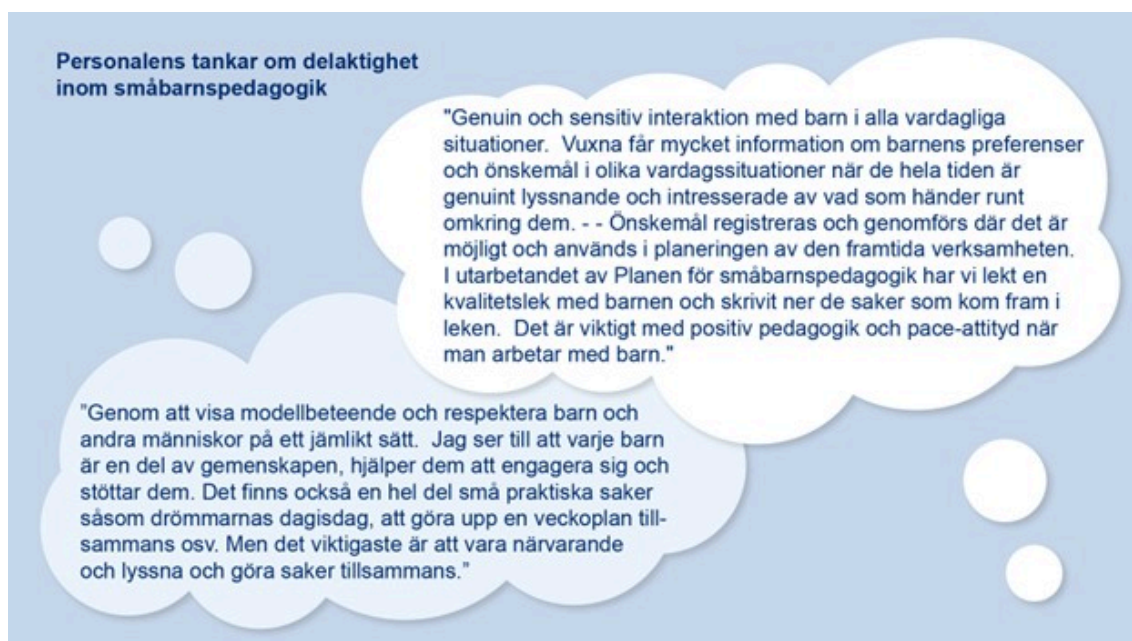 Personalens tankar om delaktighet
inom småbarnspedagogik
"Genuin och sensitiv interaktion med barn i alla vardagliga
situationer.  Vuxna får mycket information om barnens preferenser
och önskemål i olika vardagssituationer när de hela tiden är
genuint lyssnande och intresserade av vad som händer runt
omkring dem. - - Önskemål registreras och genomförs där det är
möjligt och används i planeringen av den framtida verksamheten.
I utarbetandet av Planen för småbarnspedagogik har vi lekt en
kvalitetslek med barnen och skrivit ner de saker som kom fram i
leken.  Det är viktigt med positiv pedagogik och pace-attityd när
man arbetar med barn."
"Genom att visa modellbeteende och respektera barn och
andra människor på ett jämlikt sätt.  Jag ser till att varje barn
är en del av gemenskapen, hjälper dem att engagera sig och
stöttar dem. Det finns också en hel del små praktiska saker
såsom drömmarnas dagisdag, att göra upp en veckoplan till-
sammans osv. Men det viktigaste är att vara närvarande
och lyssna och göra saker tillsammans.”